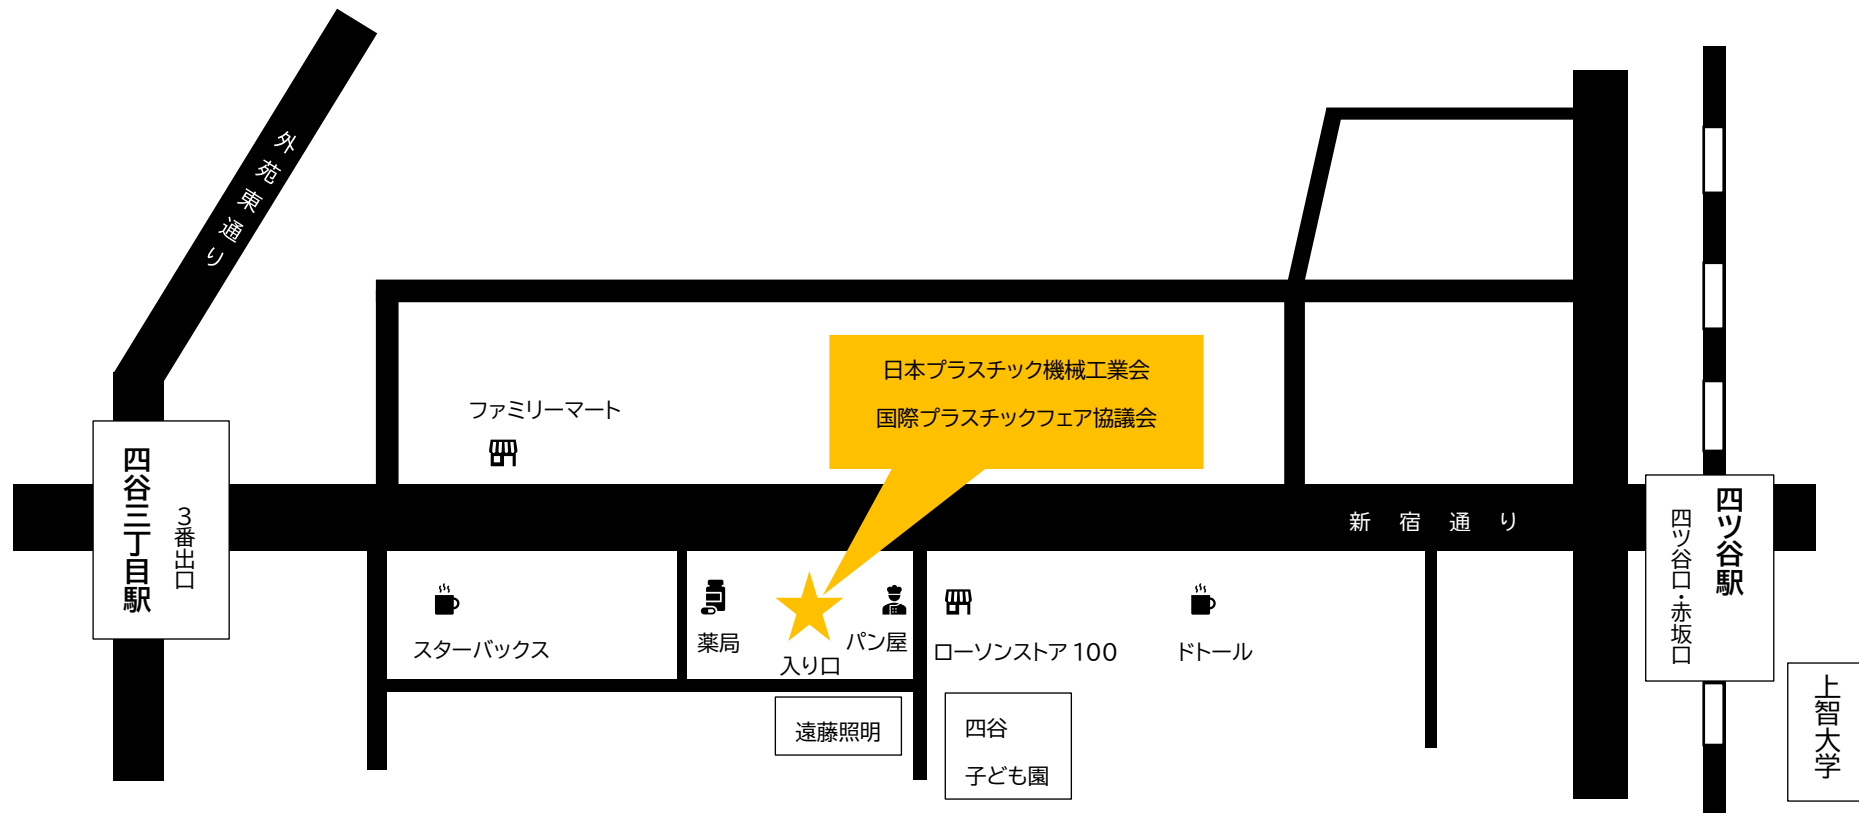 外苑東通り
日本プラスチック機械工業会
国際プラスチックフェア協議会
ファミリーマート
四谷三丁目駅
3番出口
新宿通り
四ツ谷駅
四ツ谷口・赤坂口
スターバックス
薬局
入り口
パン屋
ローソンストア100
ドトール
遠藤照明
四谷
子ども園
上智大学